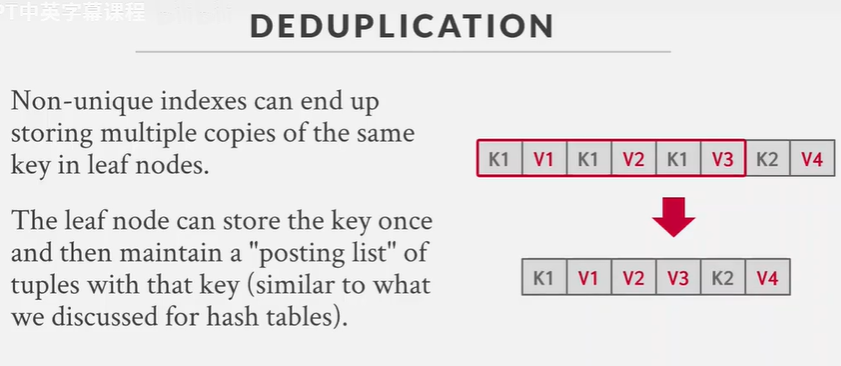 PT中英字幕课程
DEDUPLICATION
Non-unique indexes can end up
storing multiple copies of the same
key in leaf nodes.
The leaf node can store the key once
and then maintain a "posting list" of
tuples with that key (similar to what
we discussed for hash tables).
K1 V1 K1 V2 K1 V3 K2 V4
K1 V1 V2 V3 K2 V4